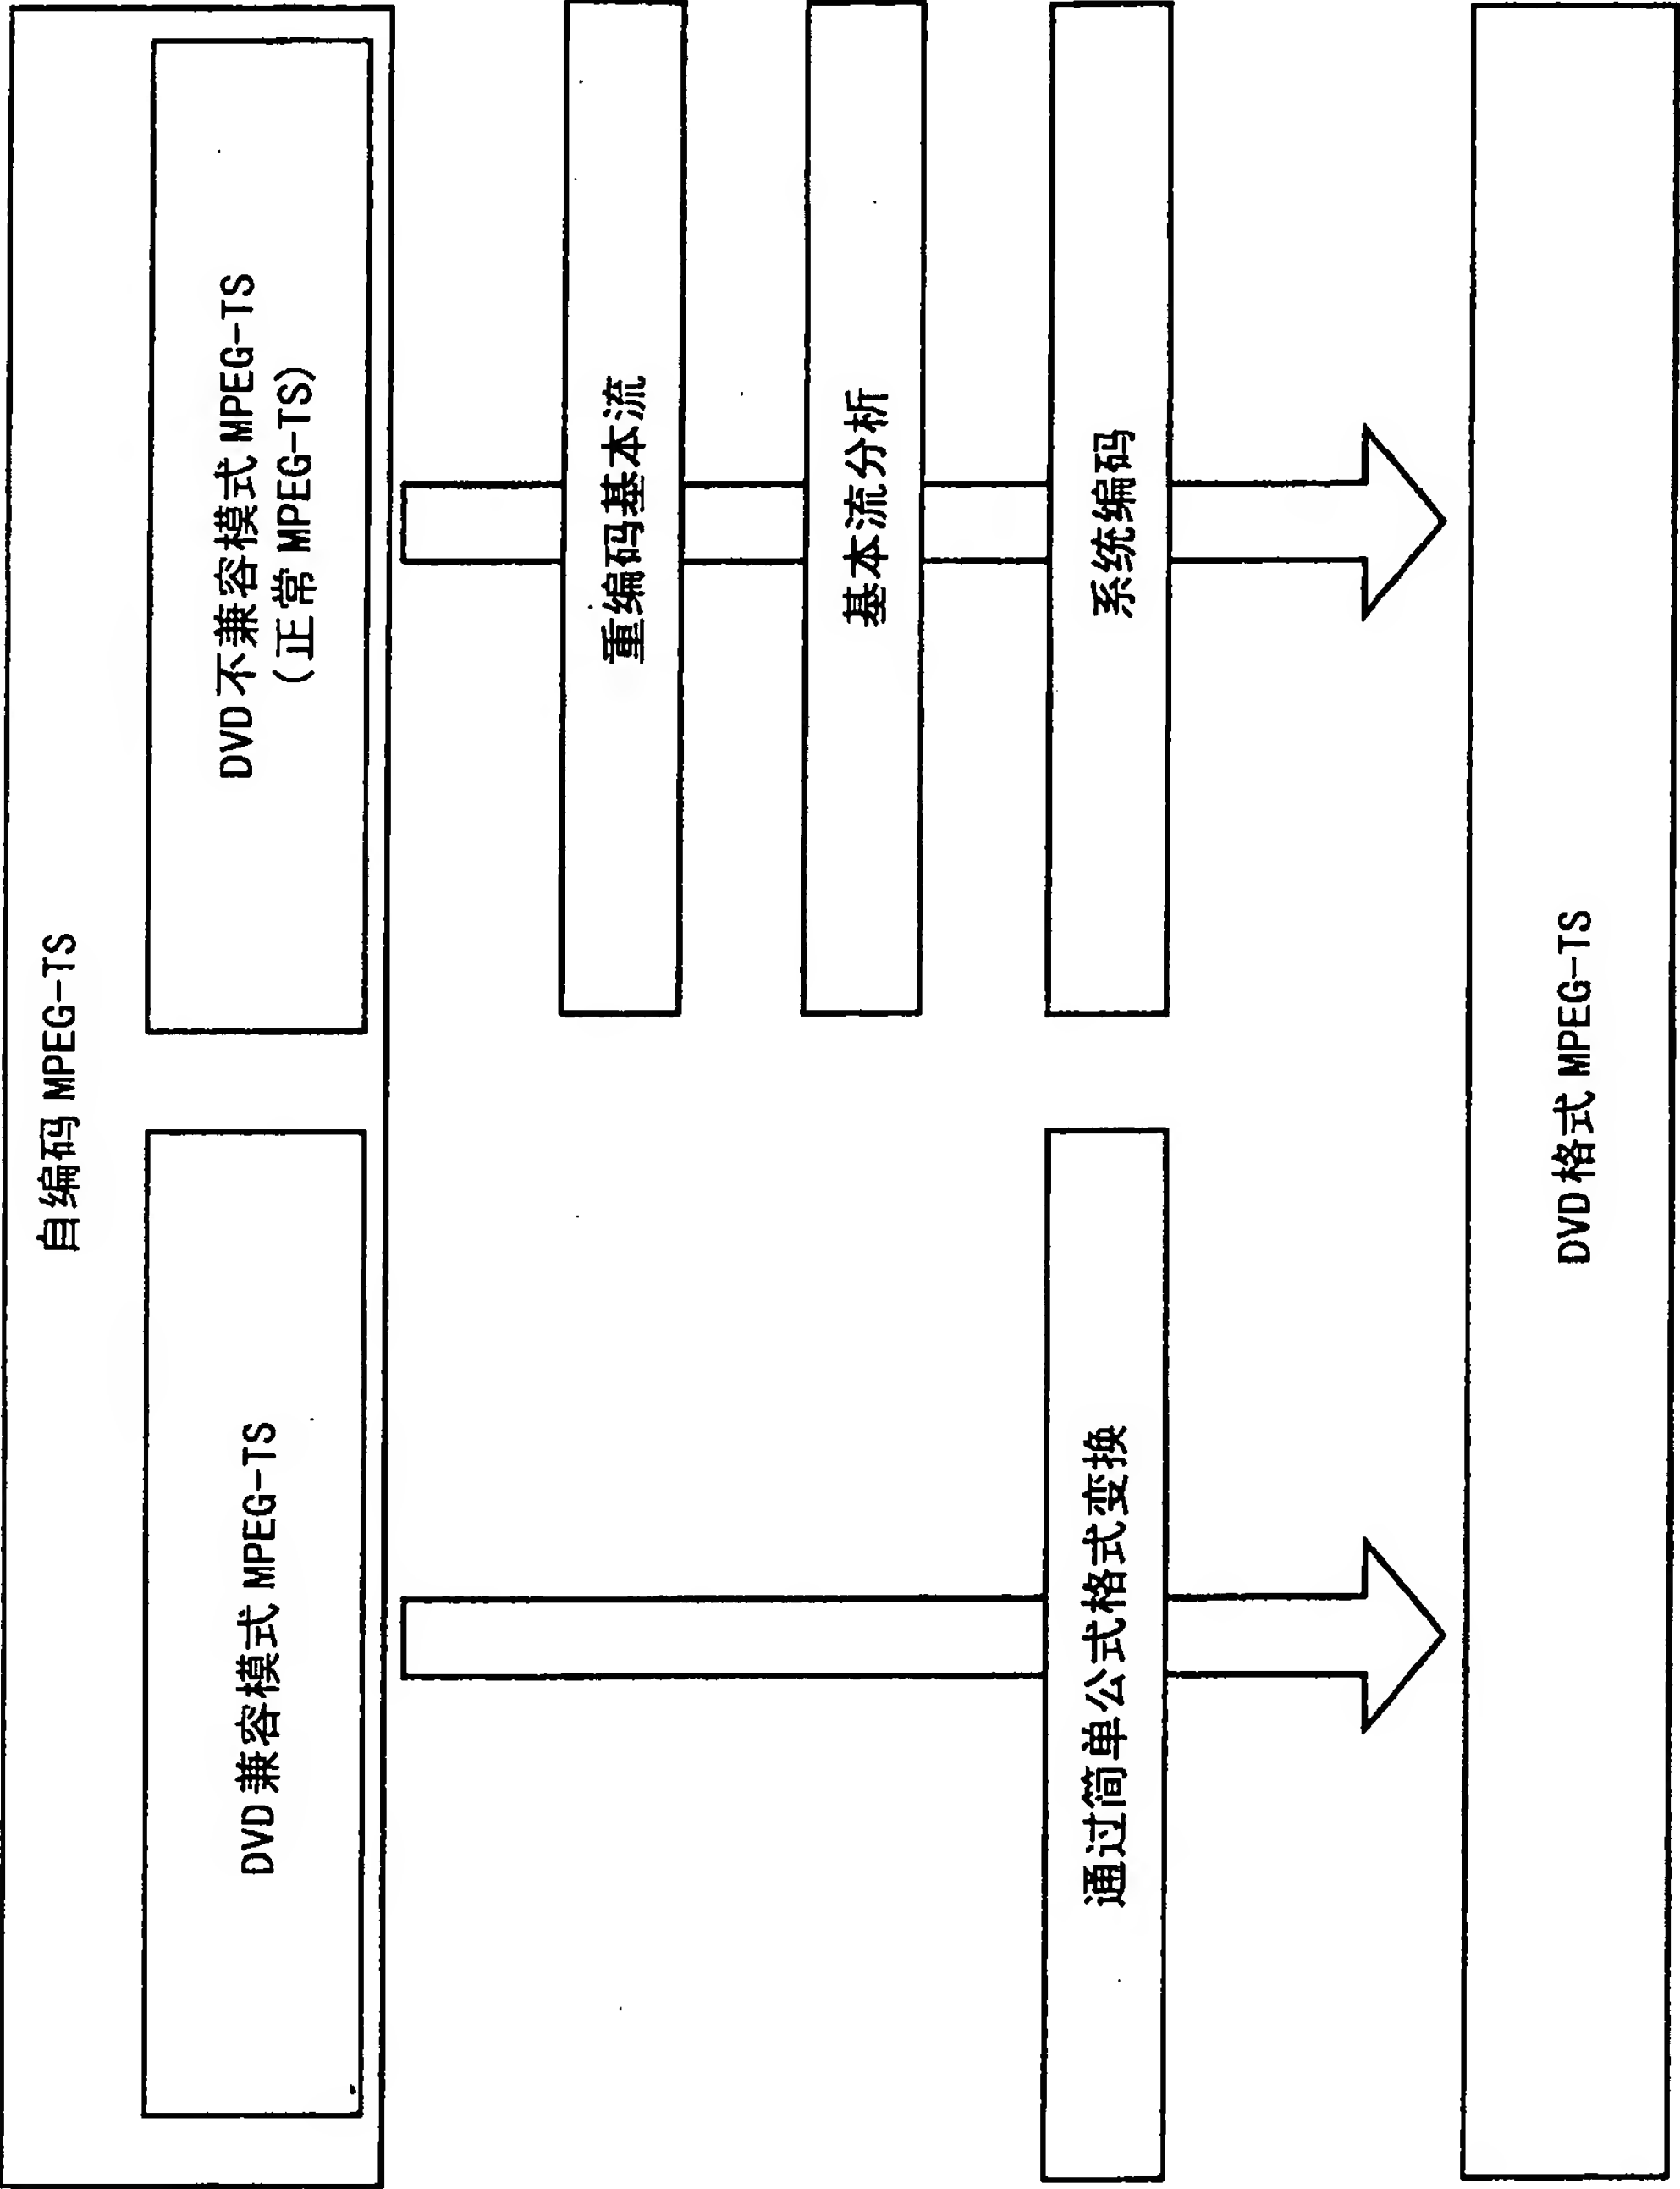 自编码 MPEG-TS
DVD 兼容模式 MPEG-TS
DVD 不兼容模式 MPEG-TS
(正常 MPEG-TS)
重编码基本流
基本流分析
通过简单公式格式变换
系统编码
DVD 格式 MPEG-TS